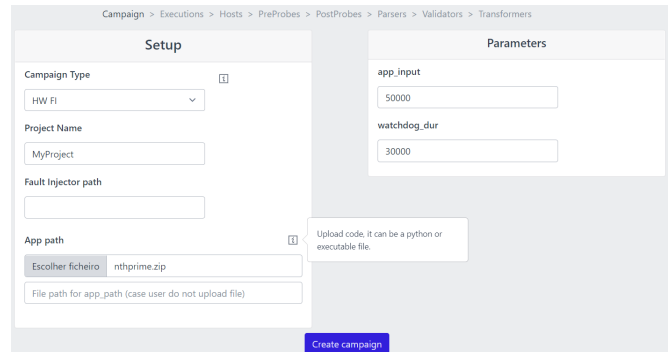 Campaign > Executions > Hosts > PreProbes > PostProbes > Parsers > Validators > Transformers
Setup
Campaign Type
HW FI
Project Name
MyProject
Fault Injector path
App path
Escolher ficheiro nthprime.zip
File path for app_path (case user do not upload file)
Upload code, it can be a python or
executable file.
Parameters
app_input
50000
watchdog_dur
30000
Create campaign